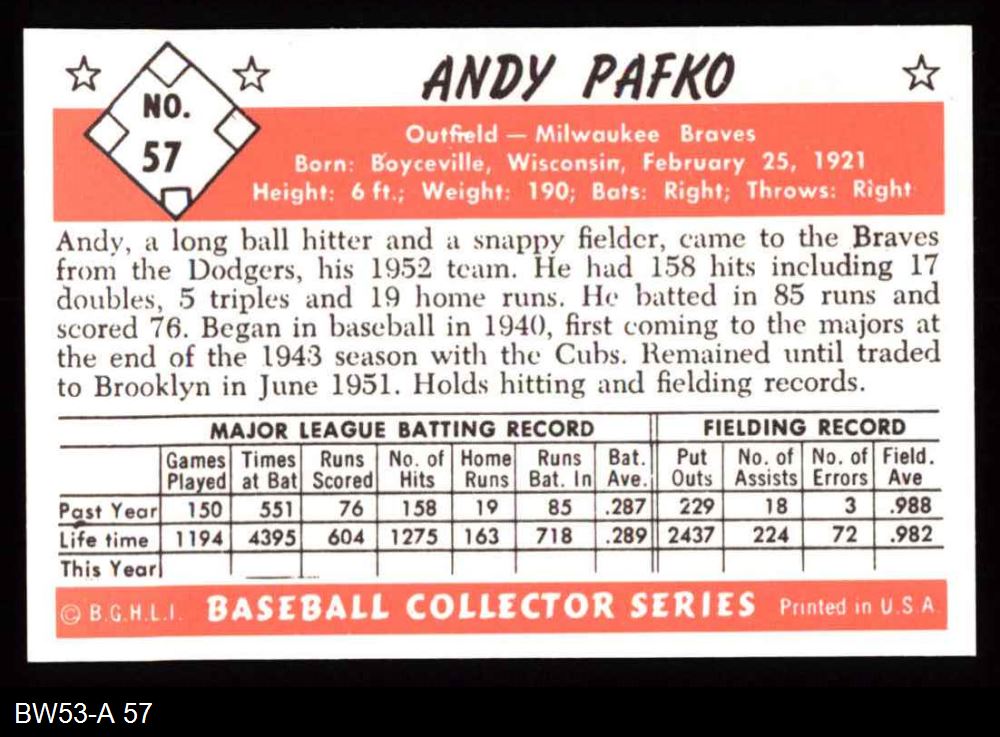 ANDY PAFKO
NO.
57
Outfield — Milwaukee Braves
Born: Boyceville, Wisconsin, February 25, 1921
Height: 6 ft.; Weight: 190; Bats: Right; Throws: Right
Andy, a long ball hitter and a snappy fielder, came to the Braves
from the Dodgers, his 1952 team. He had 158 hits including 17
doubles, 5 triples and 19 home runs. He batted in 85 runs and
scored 76. Began in baseball in 1940, first coming to the majors at
the end of the 1943 season with the Cubs. Remained until traded
to Brooklyn in June 1951. Holds hitting and fielding records.
MAJOR LEAGUE BATTING RECORD FIELDING RECORD
Games Times Runs No. of Home Runs Bat. Put No. of No. of Field.
Played at Bat Scored Hits Runs Bat. In Ave. Outs Assists Errors Ave
Past Year 150 551 76 158 19 85 .287 229 18 3 .988
Life time 1194 4395 604 1275 163 718 .289 2437 224 72 .982
This Year
© B.G.H.L.I. BASEBALL COLLECTOR SERIES Printed in U.S A
BW53-A 57